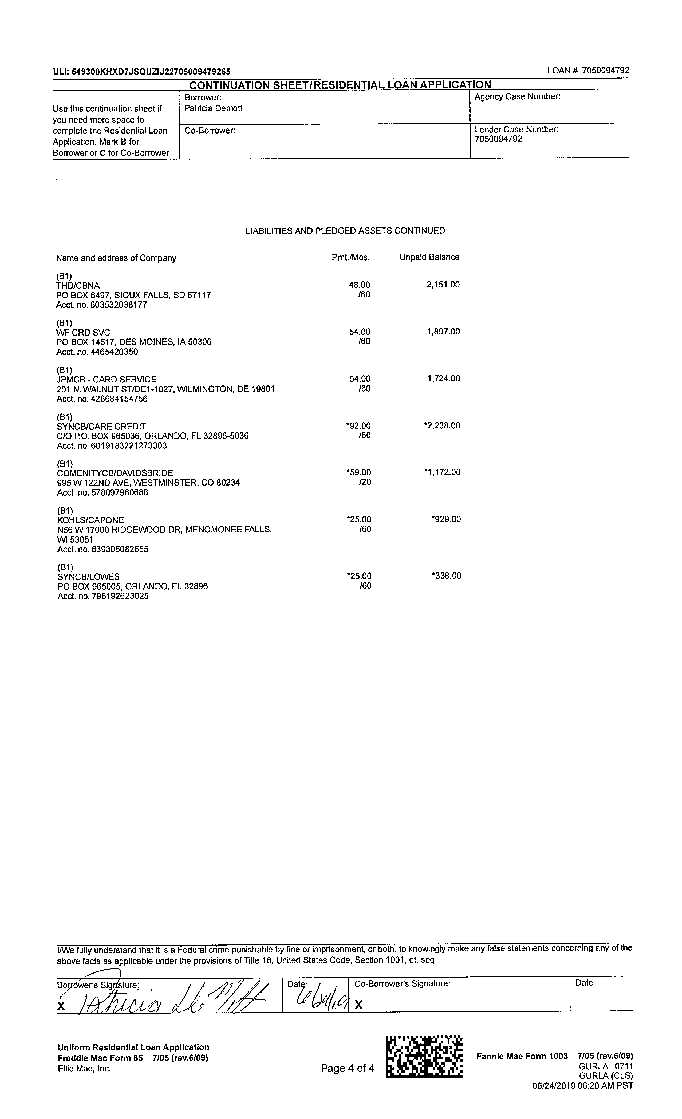 ULI: 549300KHXD7JSQUZIJ22705009479265 LOAN #: 7050094792
CONTINUATION SHEET/RESIDENTIAL LOAN APPLICATION
Use this continuation sheet if
you need more space to
complete the Residential Loan
Application. Mark B for
Borrower or C for Co-Borrower
Borrower:
Patricia Demott
Agency Case Number:
Co-Borrower:
Lender Case Number:
7050094792
LIABILITIES AND PLEDGED ASSETS CONTINUED
Name and address of Company Pmt./Mos. Unpaid Balance
(B1)
THD/CBNA 48.00 2,151.00
PO BOX 6497, SIOUX FALLS, SD 57117 /60
Acct. no. 603532038177
(B1)
WF CRD SVC 54.00 1,897.00
PO BOX 14517, DES MOINES, IA 50306 /60
Acct. no. 4465420350
(B1)
JPMCB - CARD SERVICE 54.00 1,724.00
201 N. WALNUT ST/DE1-1027, WILMINGTON, DE 19801
Acct. no. 426684154756
(B1)
SYNCB/CARE CREDIT *92.00 *2,238.00
C/O P.O. BOX 965036, ORLANDO, FL 32896-5036 /60
Acct. no. 6019183221273303
(B1)
COMENITYCB/DAVIDSBRIDE *59.00 *1,172.00
995 W 122ND AVE, WESTMINSTER, CO 80234 /20
Acct. no. 578097960666
(B1)
KOHLS/CAPONE *25.00 *929.00
N56 W 17000 RIDGEWOOD DR, MENOMONEE FALLS, /60
WI 53051
Acct. no. 639305082655
(B1)
SYNCB/LOWES *25.00 *338.00
PO BOX 965005, ORLANDO, FL 32896 /60
Acct. no. 798192623025
I/We fully understand that it is a Federal crime punishable by fine or imprisonment, or both, to knowingly make any false statements concerning any of the
above facts as applicable under the provisions of Title 18, United States Code, Section 1001, et. seq.
Borrower's Signature: Date: Co-Borrower's Signature: Date
X Patricia De Mott X
Uniform Residential Loan Application
Freddie Mac Form 65 7/05 (rev.6/09)
Ellie Mae, Inc.
Page 4 of 4
Fannie Mae Form 1003 7/05 (rev.6/09)
GURLA 0711
GURLA (CLS)
06/24/2019 06:20 AM PST